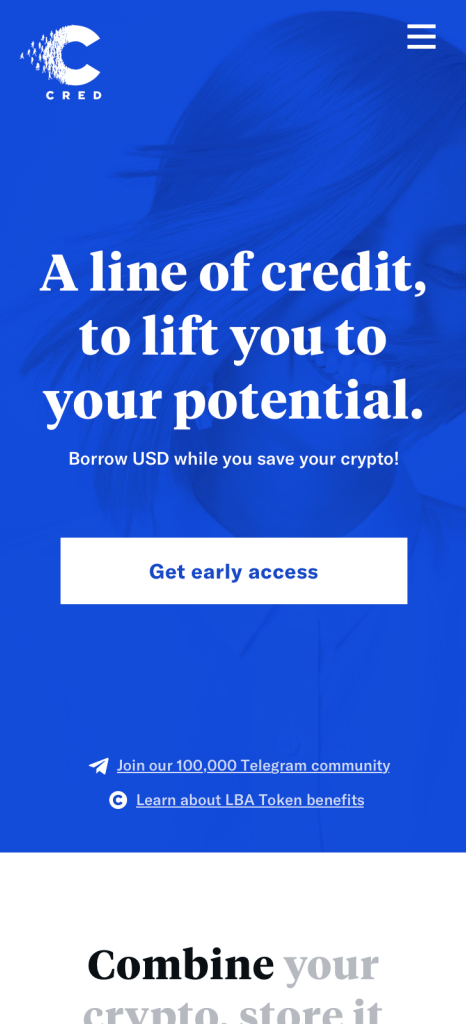 CRED
A line of credit,
to lift you to
your potential.
Borrow USD while you save your crypto!
Get early access
Join our 100,000 Telegram community
C
Learn about LBA Token benefits
Combine your
crypto, store it